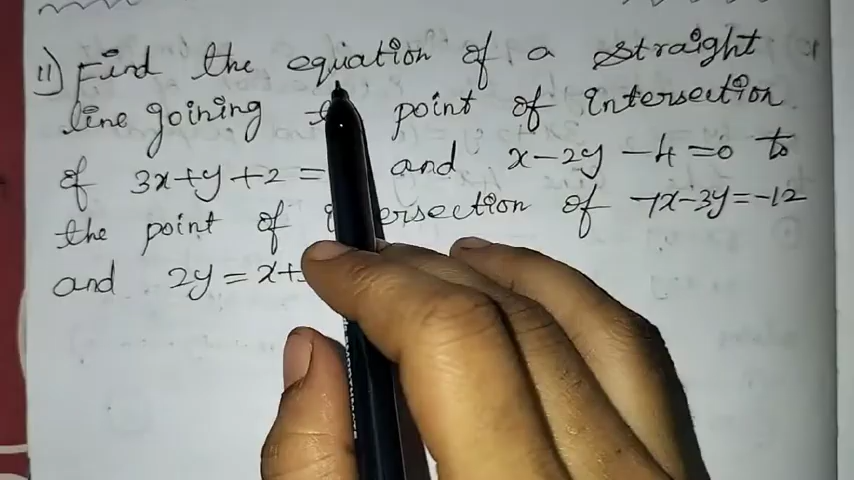 11) Find the equation of a straight
line going point of intersection
of 3x+y+2 = and x-2y-4=0 to
the point of ersection of 7x-3y=-12
and 2y = x+